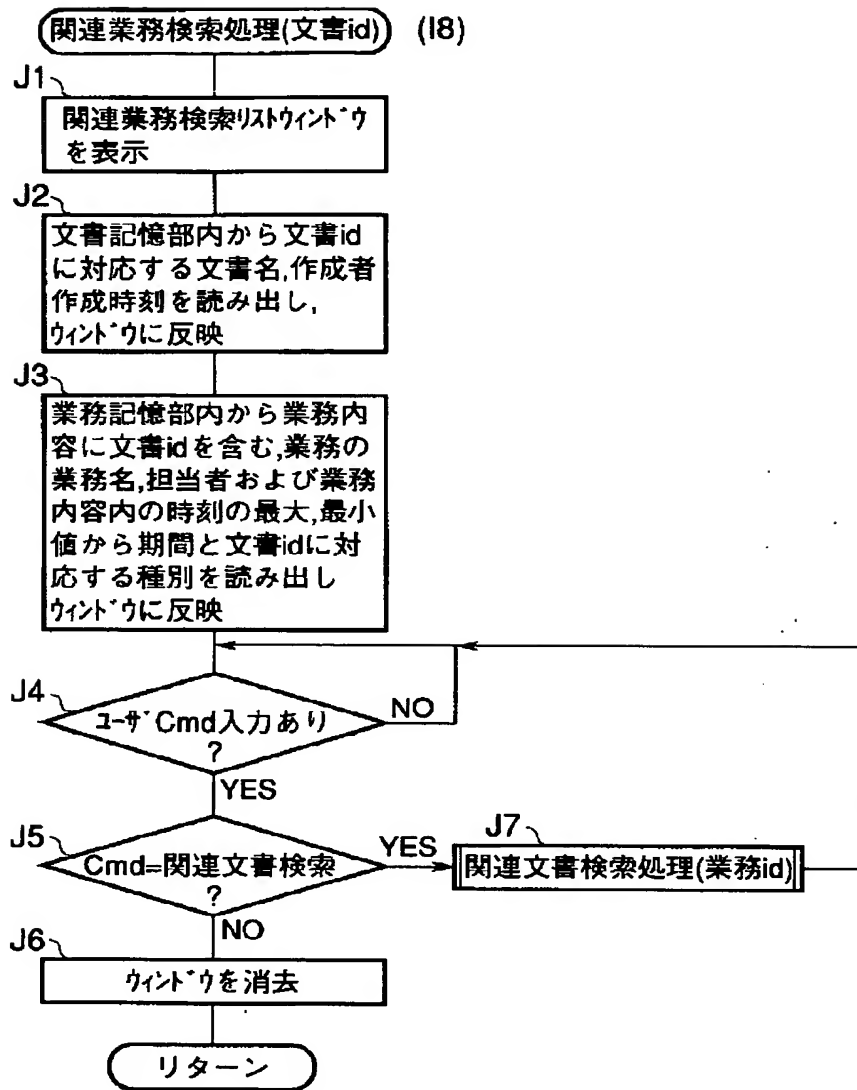 関連業務検索処理(文書id) (I8)
J1
関連業務検索リストウィンドウ
を表示
J2
文書記憶部内から文書id
に対応する文書名,作成者
作成時刻を読み出し,
ウィンドウに反映
J3
業務記憶部内から業務内
容に文書idを含む,業務の
業務名,担当者および業務
内容内の時刻の最大,最小
値から期間と文書idに対
応する種別を読み出し
ウィンドウに反映
J4
ユーザCmd入力あり
?
NO
YES
J5
Cmd=関連文書検索
?
YES
J7
関連文書検索処理(業務id)
NO
J6
ウィンドウを消去
リターン